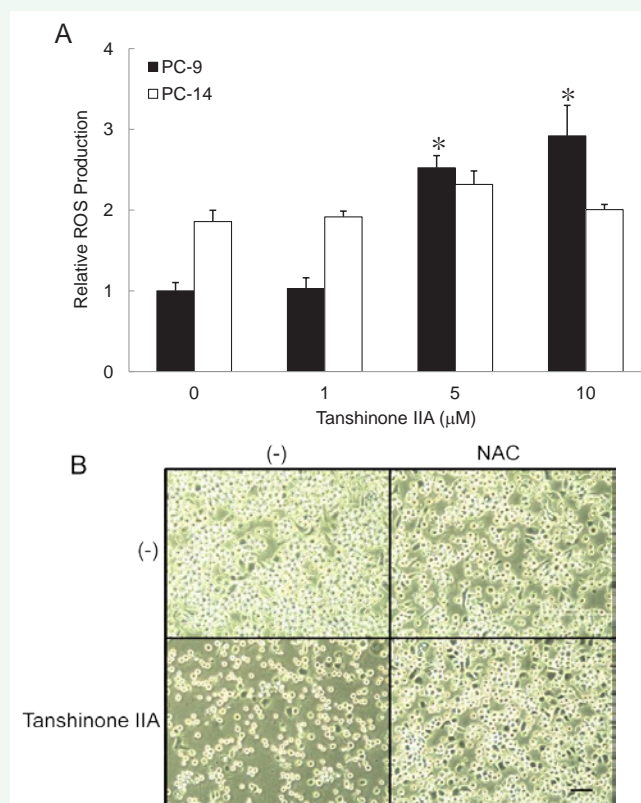 A
4
3
2
1
0
Relative ROS Production
PC-9
PC-14
*
*
0 1 5 10
Tanshinone IIA (μM)
B
(-) NAC
(-)
Tanshinone IIA